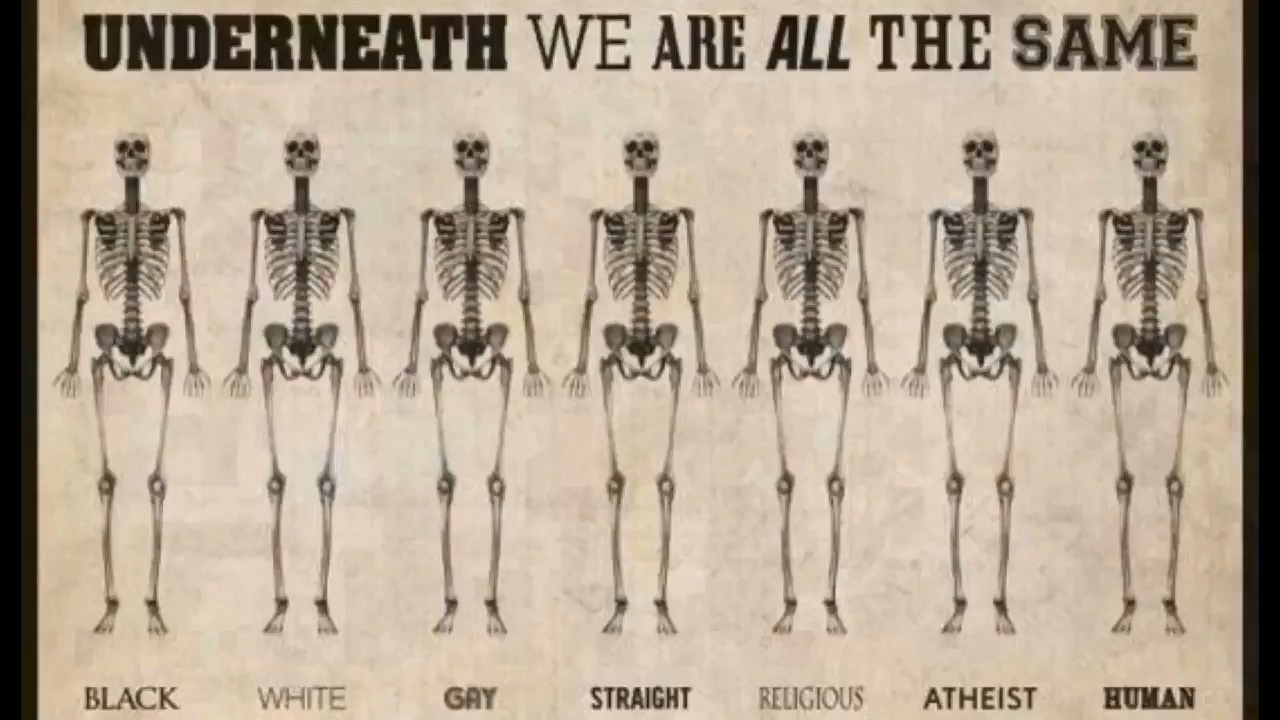 UNDERNEATH WE ARE ALL THE SAME
BLACK WHITE GAY STRAIGHT RELIGIOUS ATHEIST HUMAN